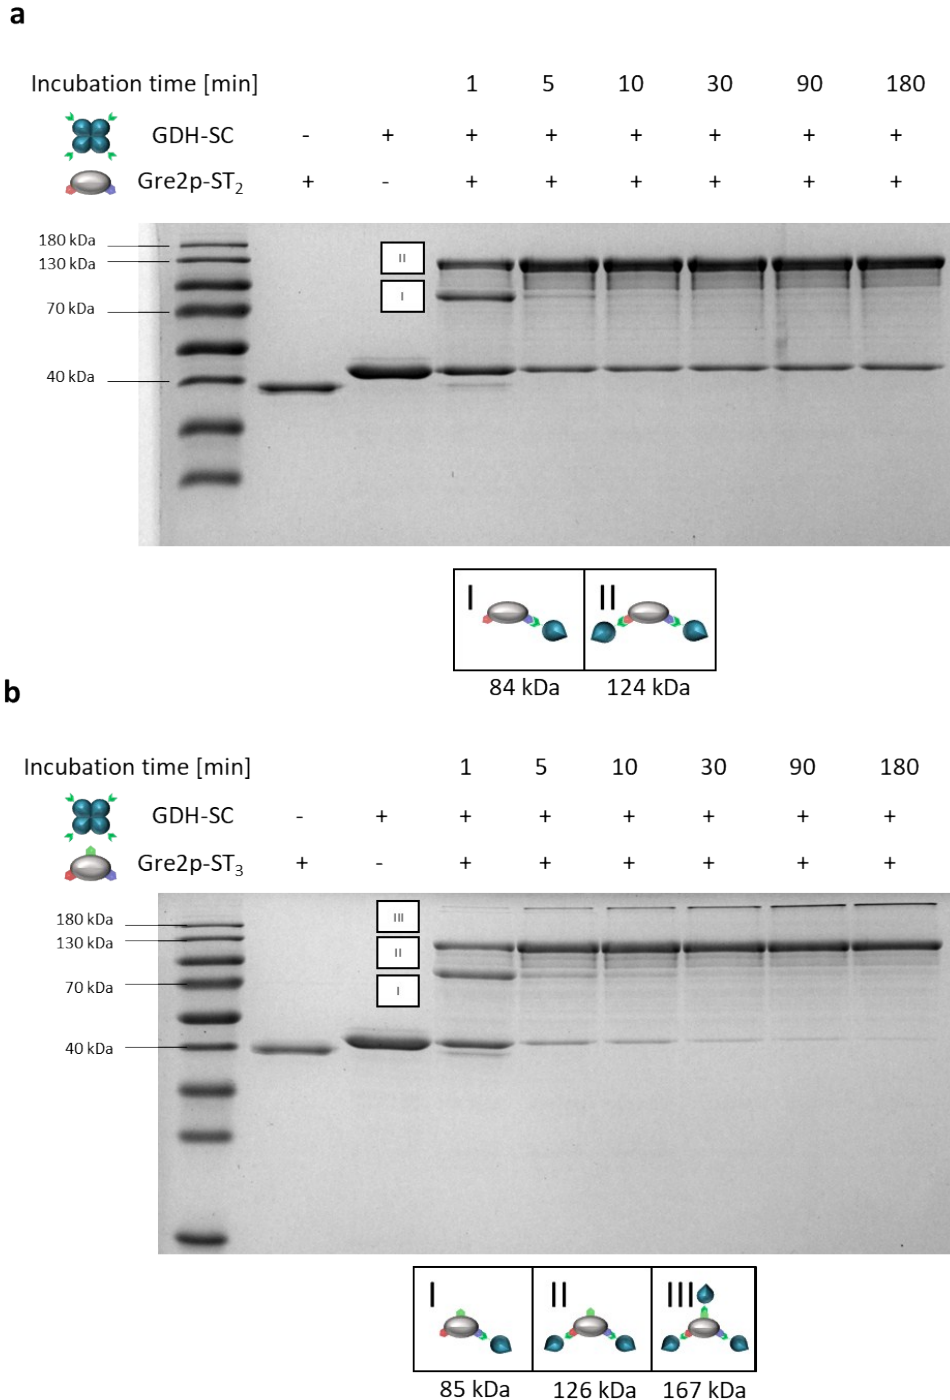 a
Incubation time [min] 1 5 10 30 90 180
GDH-SC - + + + + + + +
Gre2p-ST2 + - + + + + + +
180 kDa
130 kDa
70 kDa
40 kDa
II
I
I II
84 kDa 124 kDa
b
Incubation time [min] 1 5 10 30 90 180
GDH-SC - + + + + + + +
Gre2p-ST3 + - + + + + + +
180 kDa
130 kDa
70 kDa
40 kDa
III
II
I
I II III
85 kDa 126 kDa 167 kDa